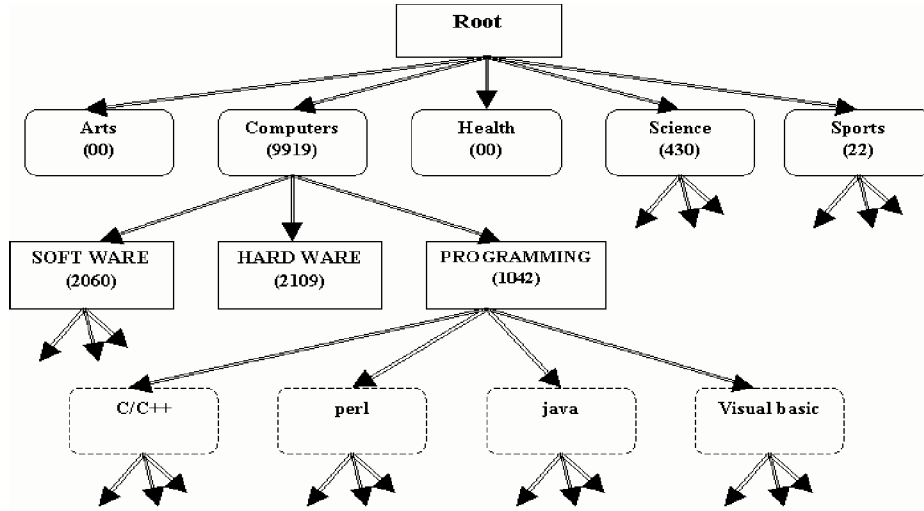 Root
Arts
(00)
Computers
(9919)
Health
(00)
Science
(430)
Sports
(22)
SOFT WARE
(2060)
HARD WARE
(2109)
PROGRAMMING
(1042)
C/C++
perl
java
Visual basic